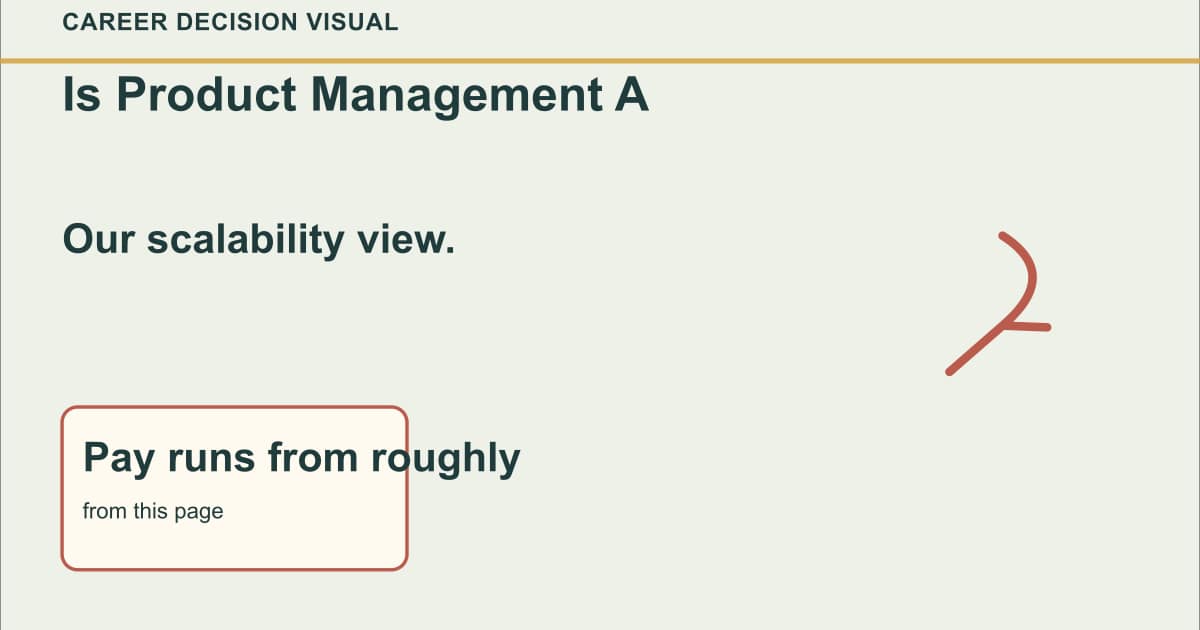 CAREER DECISION VISUAL
Is Product Management A
Our scalability view.
Pay runs from roughly
from this page